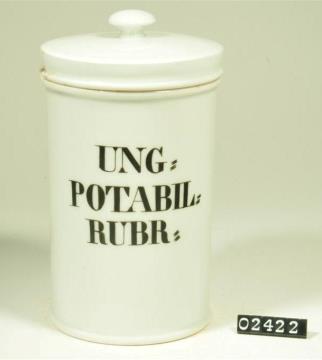 UNG=
POTABIL=
RUBR=
02422